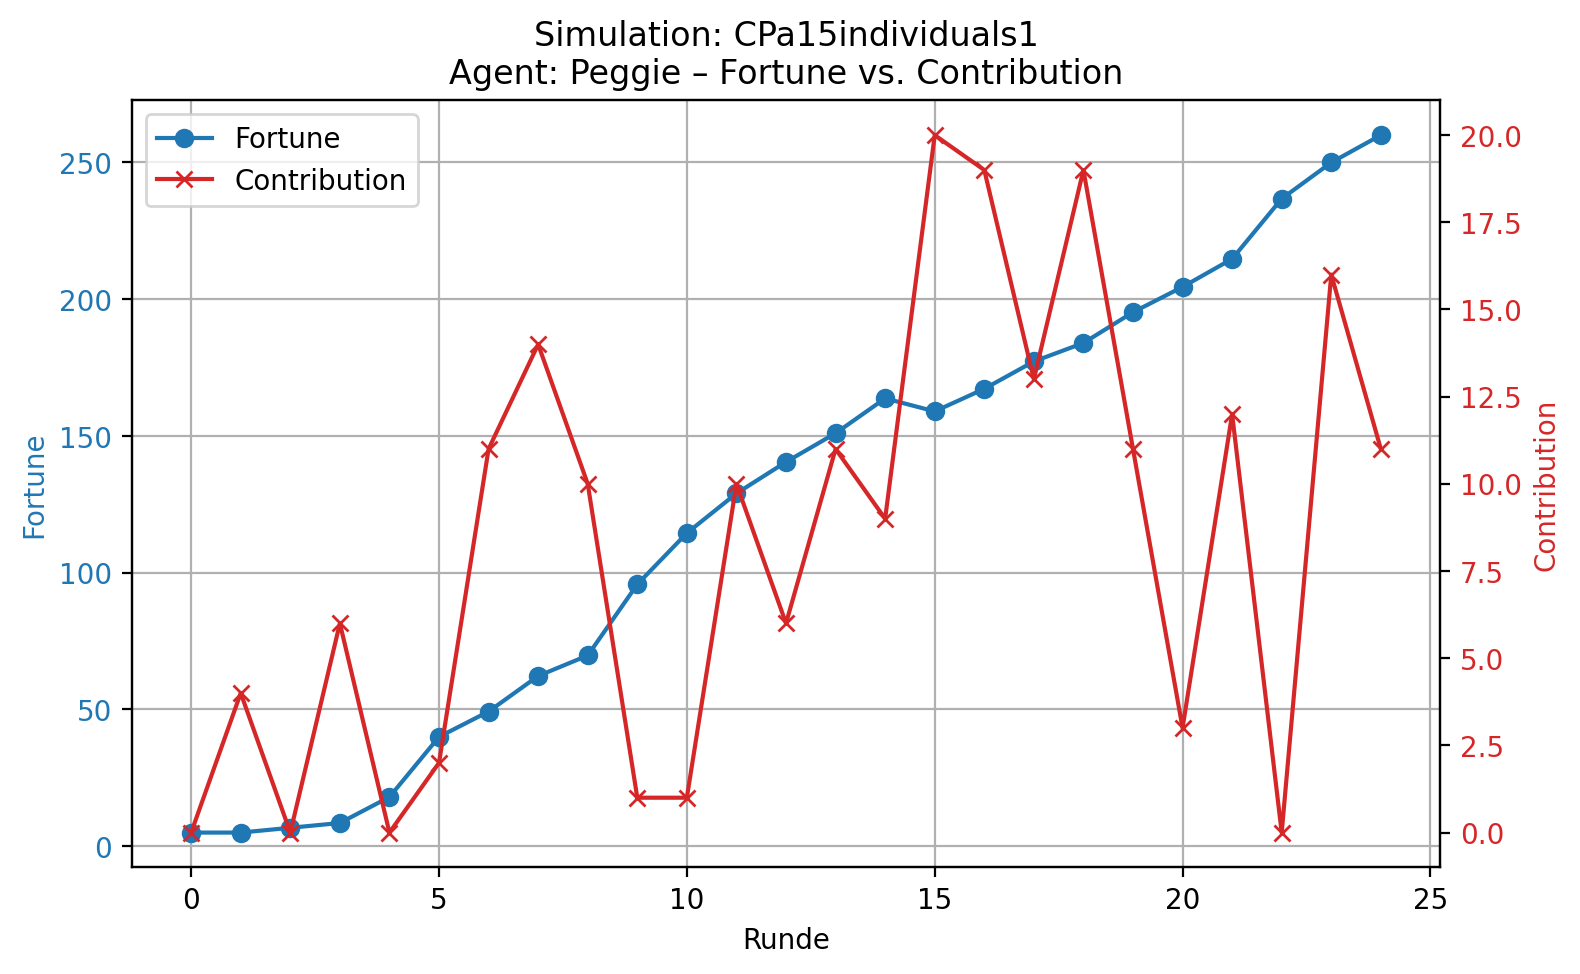 Simulation: CPa15individuals1
Agent: Peggie – Fortune vs. Contribution
Fortune
Contribution
250
200
150
100
50
0
Fortune
20.0
17.5
15.0
12.5
10.0
7.5
5.0
2.5
0.0
Contribution
0 5 10 15 20 25
Runde